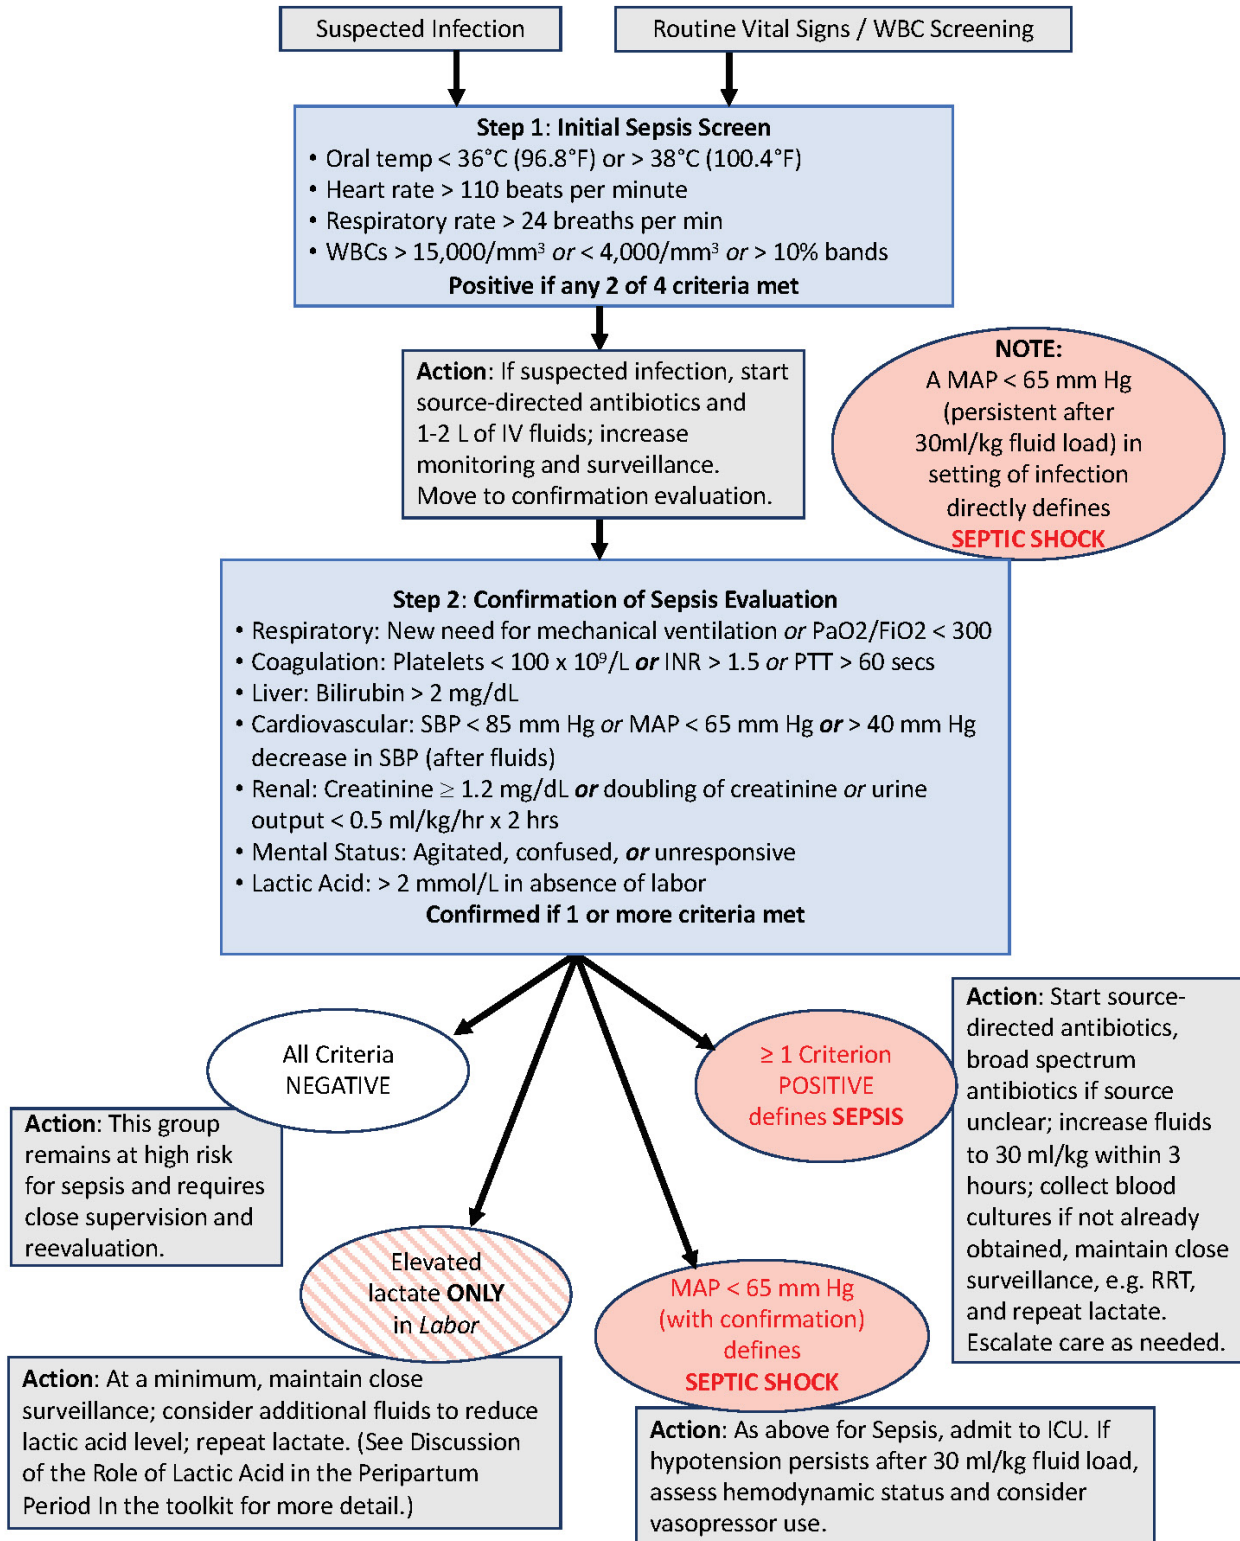 Suspected Infection
Routine Vital Signs / WBC Screening
Step 1: Initial Sepsis Screen
• Oral temp < 36°C (96.8°F) or > 38°C (100.4°F)
• Heart rate > 110 beats per minute
• Respiratory rate > 24 breaths per min
• WBCs > 15,000/mm³ or < 4,000/mm³ or > 10% bands
Positive if any 2 of 4 criteria met
Action: If suspected infection, start
source-directed antibiotics and
1-2 L of IV fluids; increase
monitoring and surveillance.
Move to confirmation evaluation.
NOTE:
A MAP < 65 mm Hg
(persistent after
30ml/kg fluid load) in
setting of infection
directly defines
SEPTIC SHOCK
Step 2: Confirmation of Sepsis Evaluation
• Respiratory: New need for mechanical ventilation or PaO2/FiO2 < 300
• Coagulation: Platelets < 100 x 10⁹/L or INR > 1.5 or PTT > 60 secs
• Liver: Bilirubin > 2 mg/dL
• Cardiovascular: SBP < 85 mm Hg or MAP < 65 mm Hg or > 40 mm Hg
decrease in SBP (after fluids)
• Renal: Creatinine ≥ 1.2 mg/dL or doubling of creatinine or urine
output < 0.5 ml/kg/hr x 2 hrs
• Mental Status: Agitated, confused, or unresponsive
• Lactic Acid: > 2 mmol/L in absence of labor
Confirmed if 1 or more criteria met
All Criteria
NEGATIVE
Action: This group
remains at high risk
for sepsis and requires
close supervision and
reevaluation.
Elevated
lactate ONLY
in Labor
Action: At a minimum, maintain close
surveillance; consider additional fluids to reduce
lactic acid level; repeat lactate. (See Discussion
of the Role of Lactic Acid in the Peripartum
Period In the toolkit for more detail.)
MAP < 65 mm Hg
(with confirmation)
defines
SEPTIC SHOCK
Action: As above for Sepsis, admit to ICU. If
hypotension persists after 30 ml/kg fluid load,
assess hemodynamic status and consider
vasopressor use.
≥ 1 Criterion
POSITIVE
defines SEPSIS
Action: Start source-
directed antibiotics,
broad spectrum
antibiotics if source
unclear; increase fluids
to 30 ml/kg within 3
hours; collect blood
cultures if not already
obtained, maintain close
surveillance, e.g. RRT,
and repeat lactate.
Escalate care as needed.